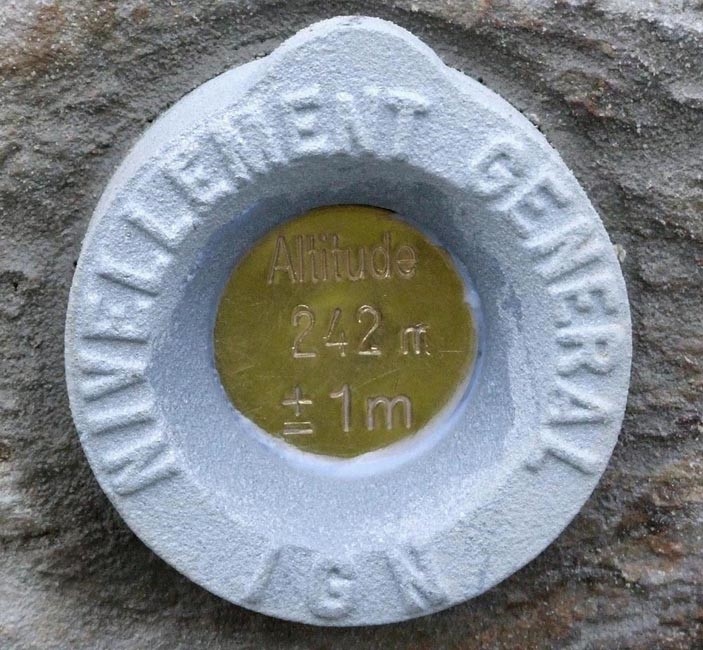 NIVELLEMENT GENERAL
Altitude
242 m
± 1m
IGN